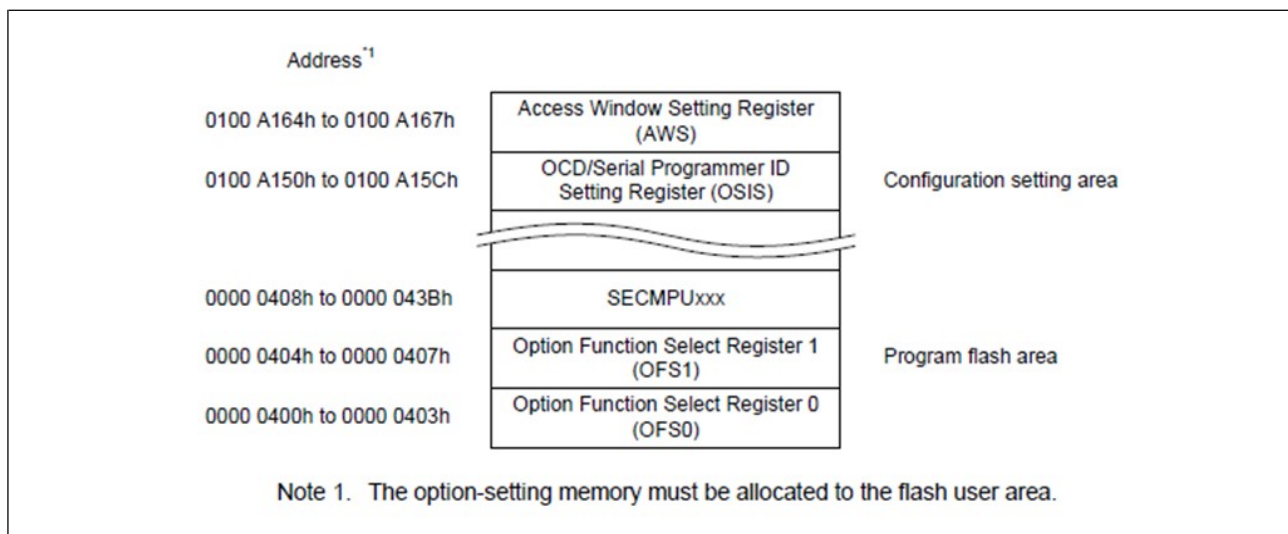 Address*1
0100 A164h to 0100 A167h
Access Window Setting Register
(AWS)
0100 A150h to 0100 A15Ch
OCD/Serial Programmer ID
Setting Register (OSIS)
Configuration setting area
0000 0408h to 0000 043Bh
SECMPUxxx
0000 0404h to 0000 0407h
Option Function Select Register 1
(OFS1)
Program flash area
0000 0400h to 0000 0403h
Option Function Select Register 0
(OFS0)
Note 1. The option-setting memory must be allocated to the flash user area.